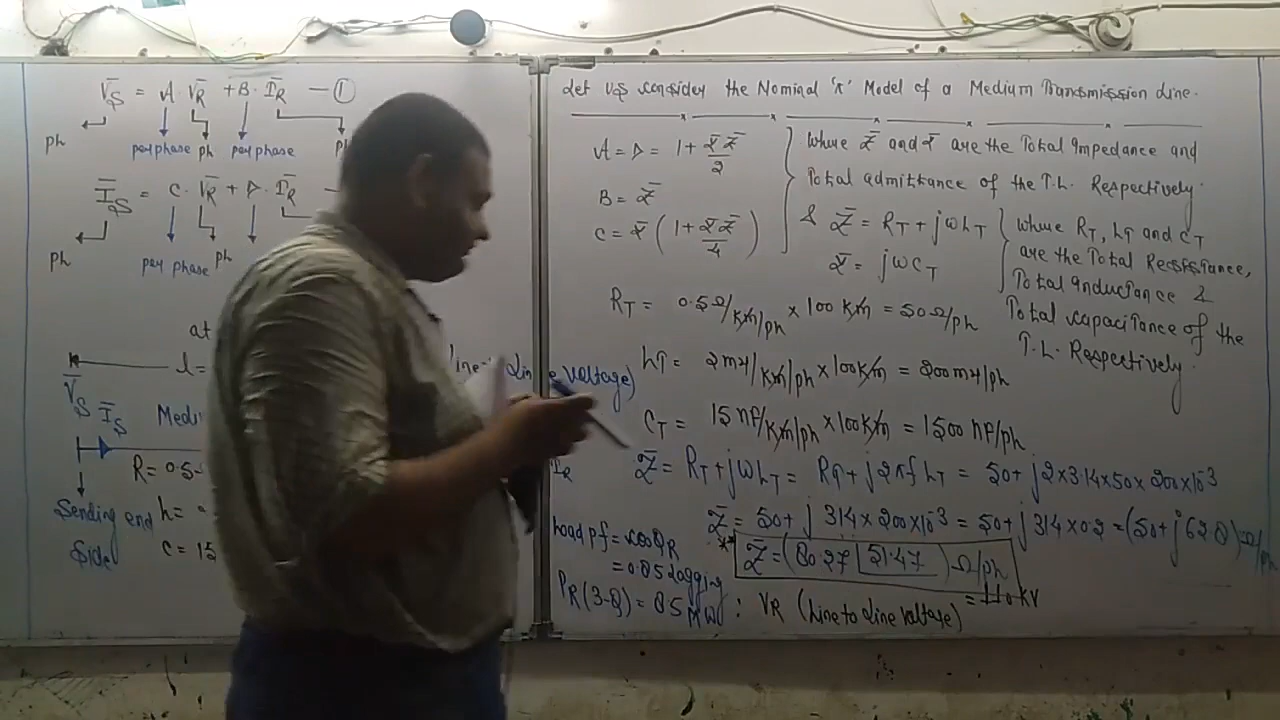 V̄S = A V̄R + B. ĪR — ①
ph per phase ph per phase
ĪS = C. V̄R + D. ĪR
ph per phase ph
at
l=
V̄S ĪS
R= 0.5
Sending end
Side
C = 15
Let us consider the Nominal 'π' Model of a Medium Transmission Line.
A = D = 1 + ȲZ̄/2
B = Z̄
C = Ȳ (1 + ȲZ̄/4)
Where Z̄ and Ȳ are the Total Impedance and
Total admittance of the T.L. Respectively.
& Z̄ = RT + jωLT
Ȳ = jωCT
Where RT, LT and CT
are the Total Resistance,
Total inductance &
Total capacitance of the
T.L. Respectively.
RT = 0.5Ω/Km/ph × 100 Km = 50Ω/ph
LT = 2mH/Km/ph × 100Km = 200mH/ph
voltage)
CT = 15 nF/Km/ph × 100Km = 1500 nF/ph
Z̄ = RT + jωLT = RT + j2πf LT = 50 + j 2×3.14×50×200×10⁻³
Z̄ = 50 + j 314×200×10⁻³ = 50 + j 314×0.2 = (50 + j 62.8) Ω/ph
Z̄ = (80.27 ∠51.47) Ω/ph
Load pf = cosθR
= 0.85 lagging
PR (3-Φ) = 85 MW : VR (Line to Line voltage) = 110 KV